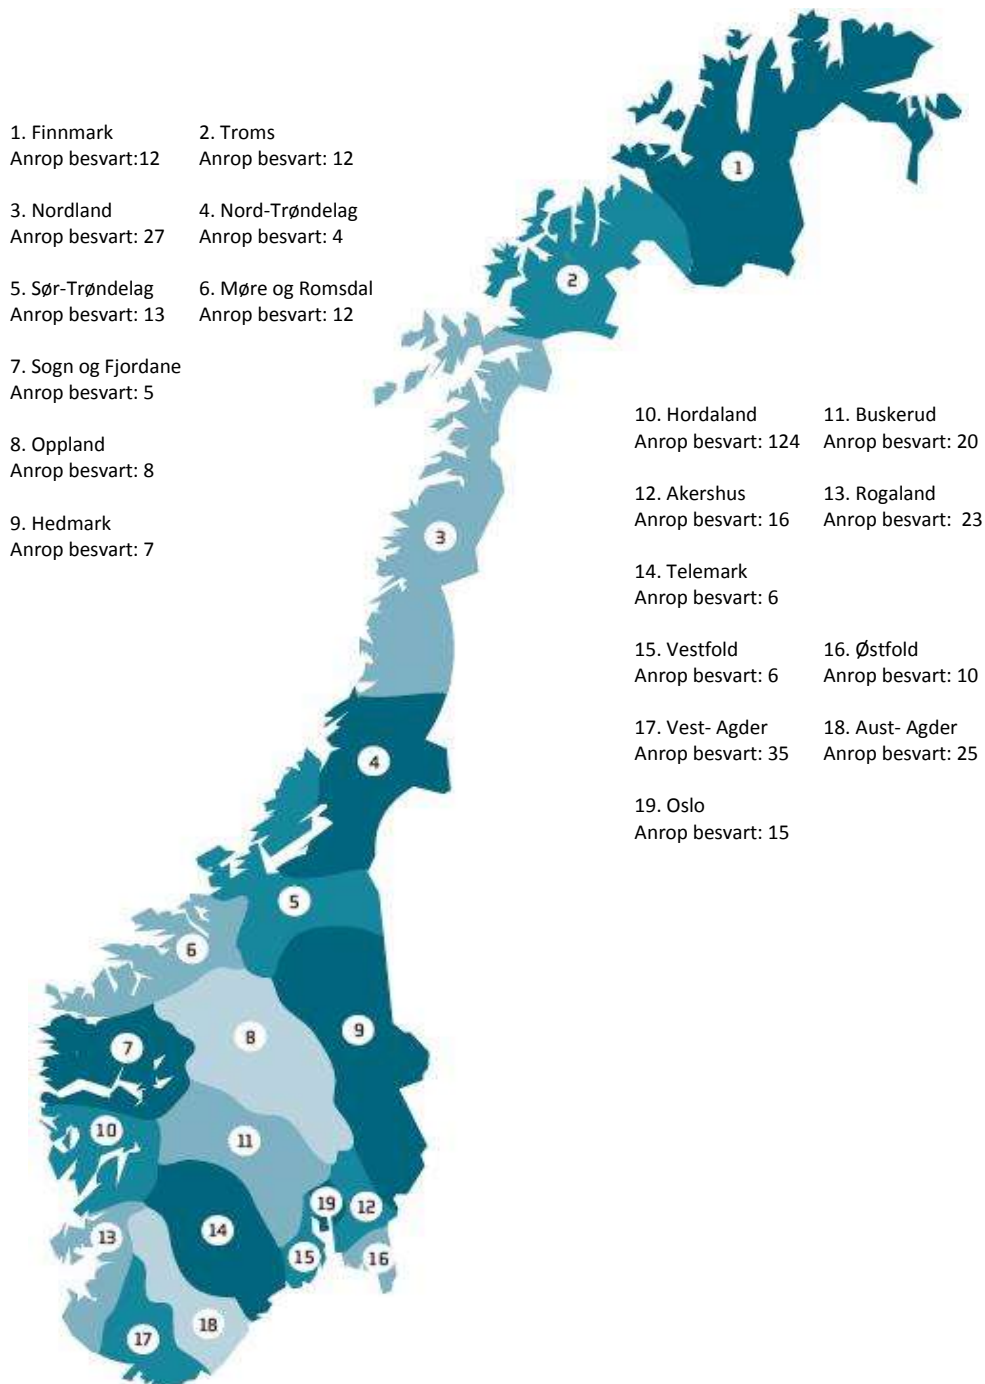 1. Finnmark
Anrop besvart:12
2. Troms
Anrop besvart: 12
3. Nordland
Anrop besvart: 27
4. Nord-Trøndelag
Anrop besvart: 4
5. Sør-Trøndelag
Anrop besvart: 13
6. Møre og Romsdal
Anrop besvart: 12
7. Sogn og Fjordane
Anrop besvart: 5
8. Oppland
Anrop besvart: 8
9. Hedmark
Anrop besvart: 7
10. Hordaland
Anrop besvart: 124
11. Buskerud
Anrop besvart: 20
12. Akershus
Anrop besvart: 16
13. Rogaland
Anrop besvart:  23
14. Telemark
Anrop besvart: 6
15. Vestfold
Anrop besvart: 6
16. Østfold
Anrop besvart: 10
17. Vest- Agder
Anrop besvart: 35
18. Aust- Agder
Anrop besvart: 25
19. Oslo
Anrop besvart: 15
1
2
3
4
5
6
8
9
7
10
11
19
12
14
13
15
16
18
17